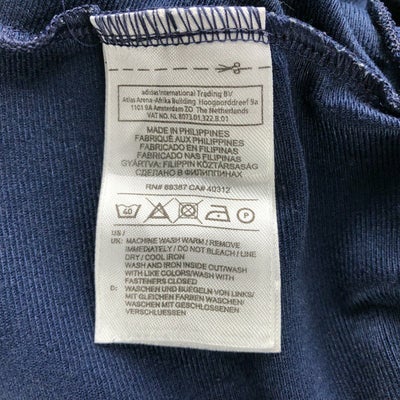 adidas International Trading BV
Atlas Arena-Afrika Building Hoogoorddreef 9a
1101 BA Amsterdam ZO The Netherlands
VAT NO. NL 8073.01.322.B.01
MADE IN PHILIPPINES
FABRIQUÉ AUX PHILIPPINES
FABRICADO EN FILIPINAS
FABRICADO NAS FILIPINAS
GYÁRTVA: FILIPPIN KÖZTÁRSASÁG
СДЕЛАНО В ФИЛИППИНАХ
RN# 88387 CA# 40312
40
US /
UK: MACHINE WASH WARM / REMOVE
IMMEDIATELY / DO NOT BLEACH / LINE
DRY / COOL IRON
WASH AND IRON INSIDE OUT/WASH
WITH LIKE COLORS/WASH WITH
FASTENERS CLOSED
D: WASCHEN UND BUEGELN VON LINKS/
MIT GLEICHEN FARBEN WASCHEN
WASCHEN MIT GESCHLOSSENEN
VERSCHLUESSEN